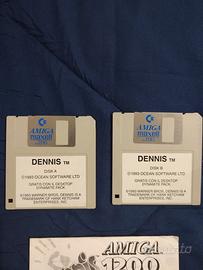 AMIGA
maxell
DENNIS TM
DISK A
©1993 OCEAN SOFTWARE LTD
GRATIS CON IL DESKTOP
DYNAMITE PACK
©1993 WARNER BROS, DENNIS IS A
TRADEMARK OF HANK KETCHAM
ENTERPRISES, INC.
AMIGA
maxell
DENNIS TM
DISK B
©1993 OCEAN SOFTWARE LTD
GRATIS CON IL DESKTOP
DYNAMITE PACK
©1993 WARNER BROS, DENNIS IS A
TRADEMARK OF HANK KETCHAM
ENTERPRISES, INC.
AMIGA
1200